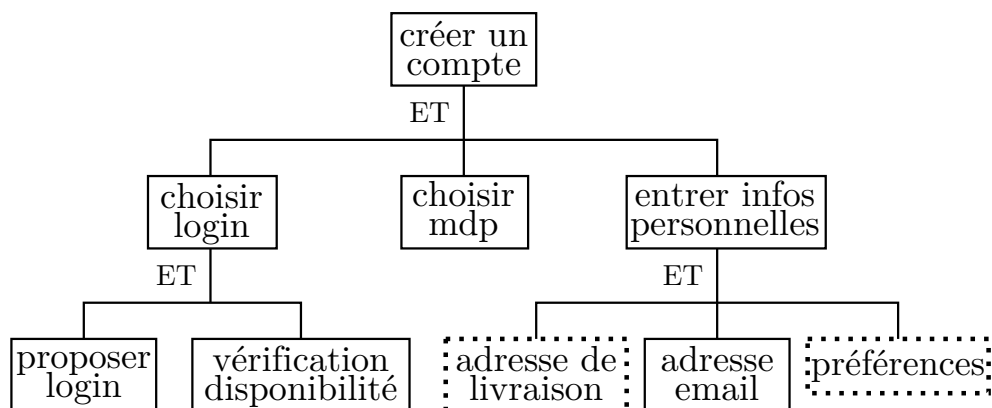 créer un
compte
ET
choisir
login
choisir
mdp
entrer infos
personnelles
ET
ET
proposer
login
vérification
disponibilité
adresse de
livraison
adresse
email
préférences